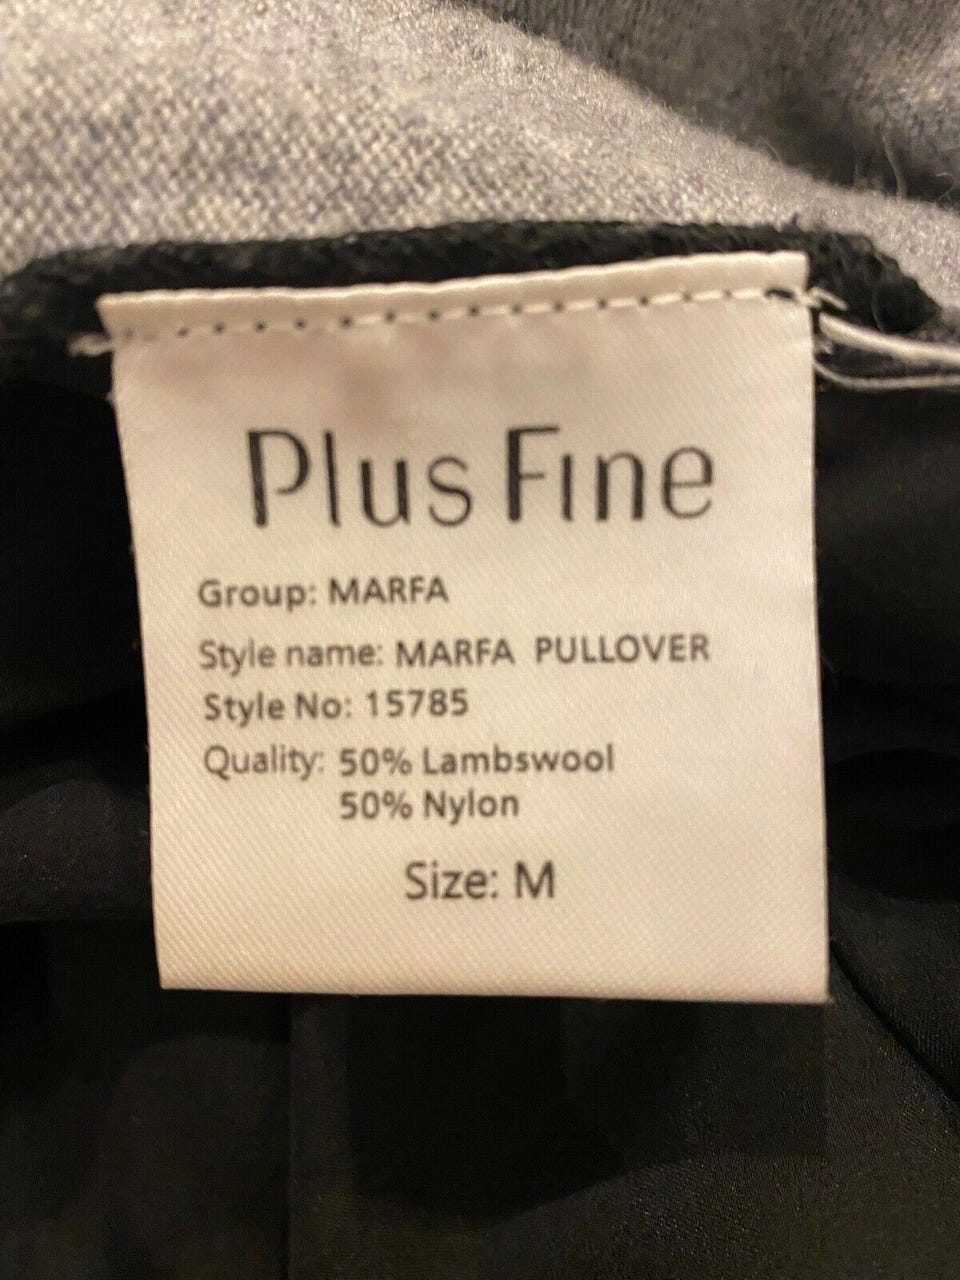 Plus Fine
Group: MARFA
Style name: MARFA PULLOVER
Style No: 15785
Quality: 50% Lambswool
50% Nylon
Size: M